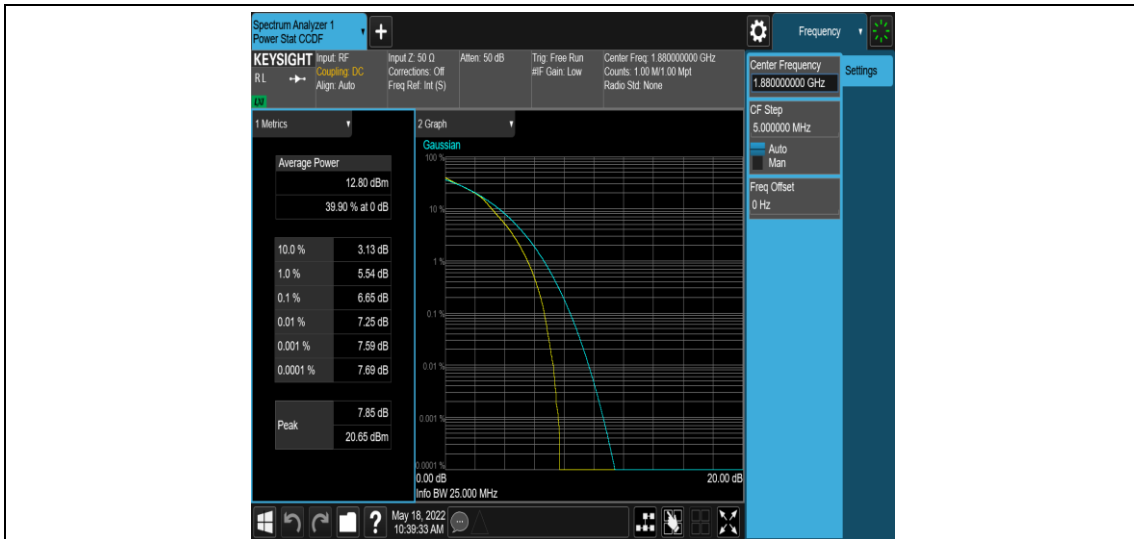 Spectrum Analyzer 1
Power Stat CCDF
Frequency
KEYSIGHT
RL
Input: RF
Coupling: DC
Align: Auto
Input Z: 50 Ω
Corrections: Off
Freq Ref: Int (S)
Atten: 50 dB
Trig: Free Run
#IF Gain: Low
Center Freq: 1.880000000 GHz
Counts: 1.00 M/1.00 Mpt
Radio Std: None
Center Frequency
1.880000000 GHz
Settings
CF Step
5.000000 MHz
Auto
Man
Freq Offset
0 Hz
1 Metrics
Average Power
12.80 dBm
39.90 % at 0 dB
10.0 % 3.13 dB
1.0 % 5.54 dB
0.1 % 6.65 dB
0.01 % 7.25 dB
0.001 % 7.59 dB
0.0001 % 7.69 dB
Peak
7.85 dB
20.65 dBm
2 Graph
Gaussian
100 %
10 %
1 %
0.1 %
0.01 %
0.001 %
0.0001 %
0.00 dB 20.00 dB
Info BW 25.000 MHz
May 18, 2022
10:39:33 AM